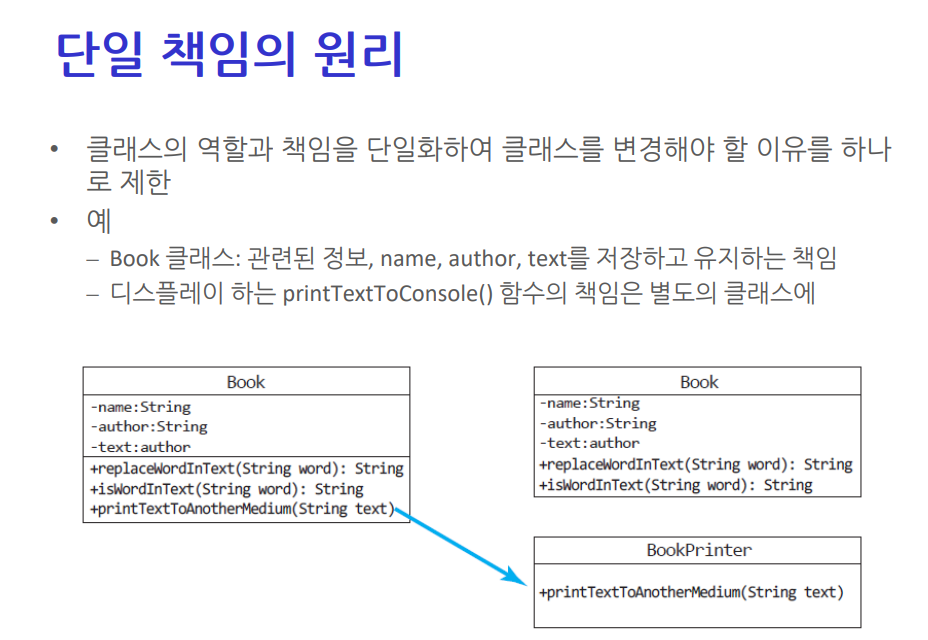 단일 책임의 원리
• 클래스의 역할과 책임을 단일화하여 클래스를 변경해야 할 이유를 하나
로 제한
• 예
– Book 클래스: 관련된 정보, name, author, text를 저장하고 유지하는 책임
– 디스플레이 하는 printTextToConsole() 함수의 책임은 별도의 클래스에
Book
-name:String
-author:String
-text:author
+replaceWordInText(String word): String
+isWordInText(String word): String
+printTextToAnotherMedium(String text)
Book
-name:String
-author:String
-text:author
+replaceWordInText(String word): String
+isWordInText(String word): String
BookPrinter
+printTextToAnotherMedium(String text)